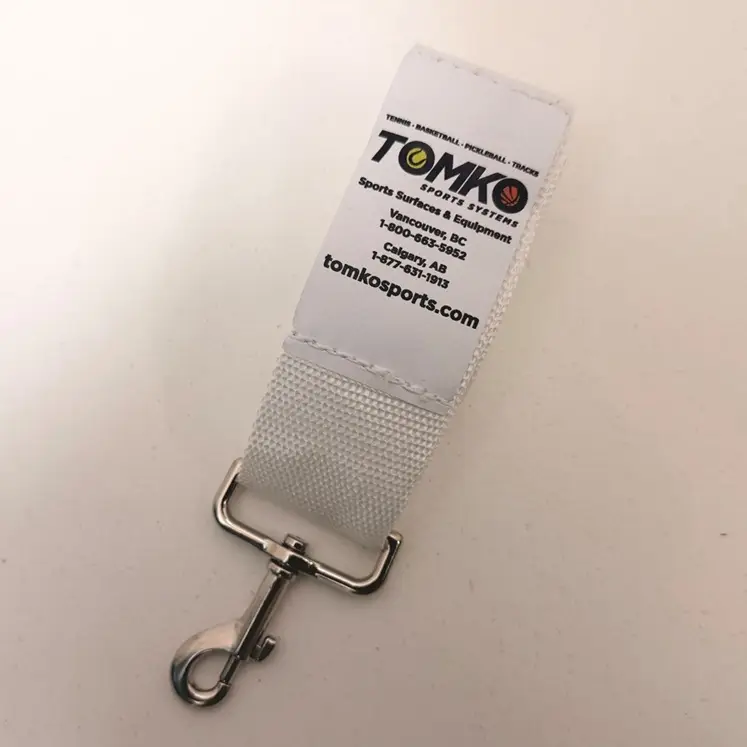 TENNIS • BASKETBALL • PICKLEBALL • TRACKS
TOMKO
SPORTS SYSTEMS
Sports Surfaces & Equipment
Vancouver, BC
1-800-663-5952
Calgary, AB
1-877-631-1913
tomkosports.com